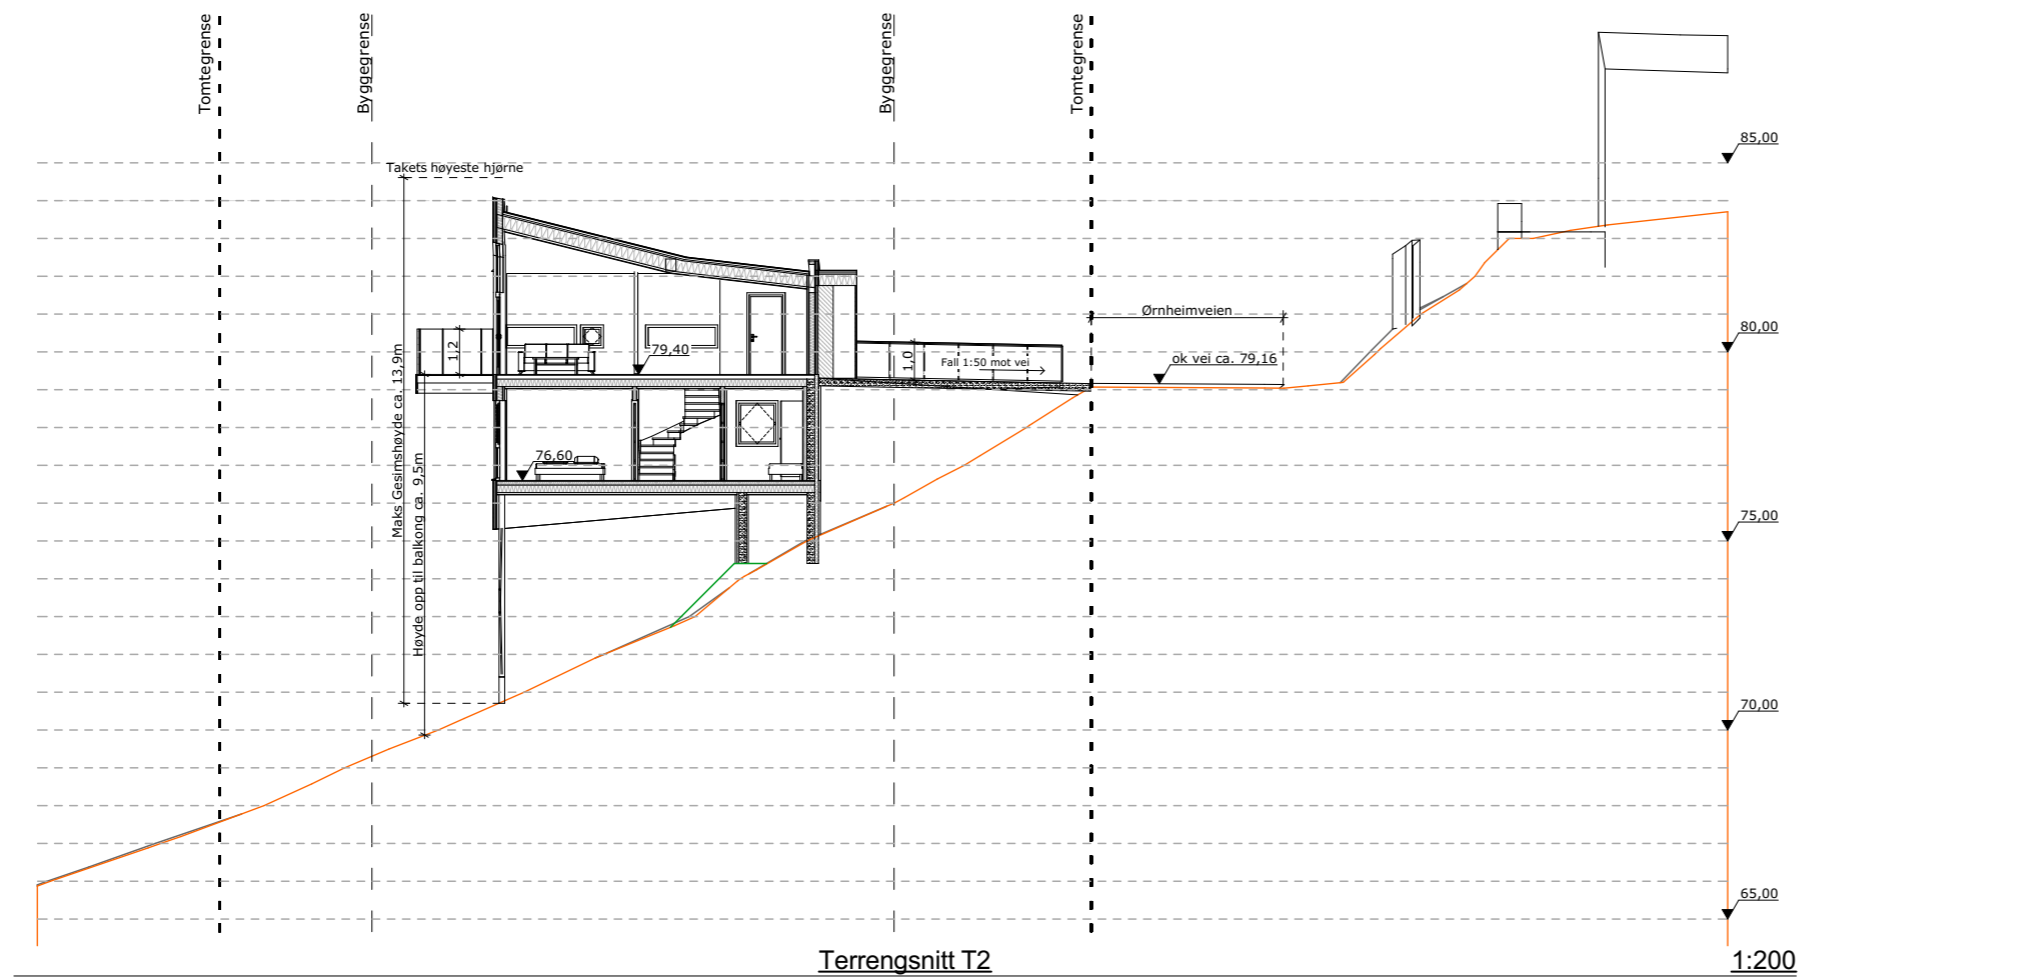 Tomtegrense
Byggegrense
Byggegrense
Tomtegrense
85,00
Takets høyeste hjørne
Ørnheimveien
80,00
1,2
79,40
1,0
Fall 1:50 mot vei
ok vei ca. 79,16
Maks Gesimshøyde ca. 13,9m
Høyde opp til balkong ca. 9,5m
76,60
75,00
70,00
65,00
Terrengsnitt T2
1:200